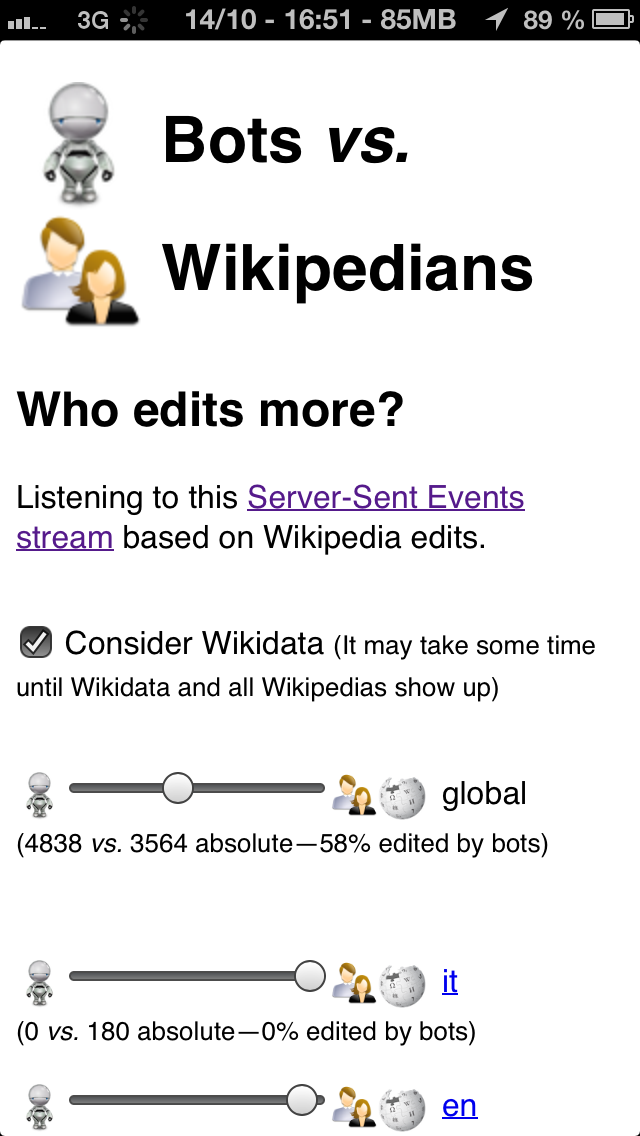 3G 14/10 - 16:51 - 85MB 89 %
Bots vs.
Wikipedians
Who edits more?
Listening to this Server-Sent Events
stream based on Wikipedia edits.
Consider Wikidata (It may take some time
until Wikidata and all Wikipedias show up)
global
(4838 vs. 3564 absolute—58% edited by bots)
it
(0 vs. 180 absolute—0% edited by bots)
en